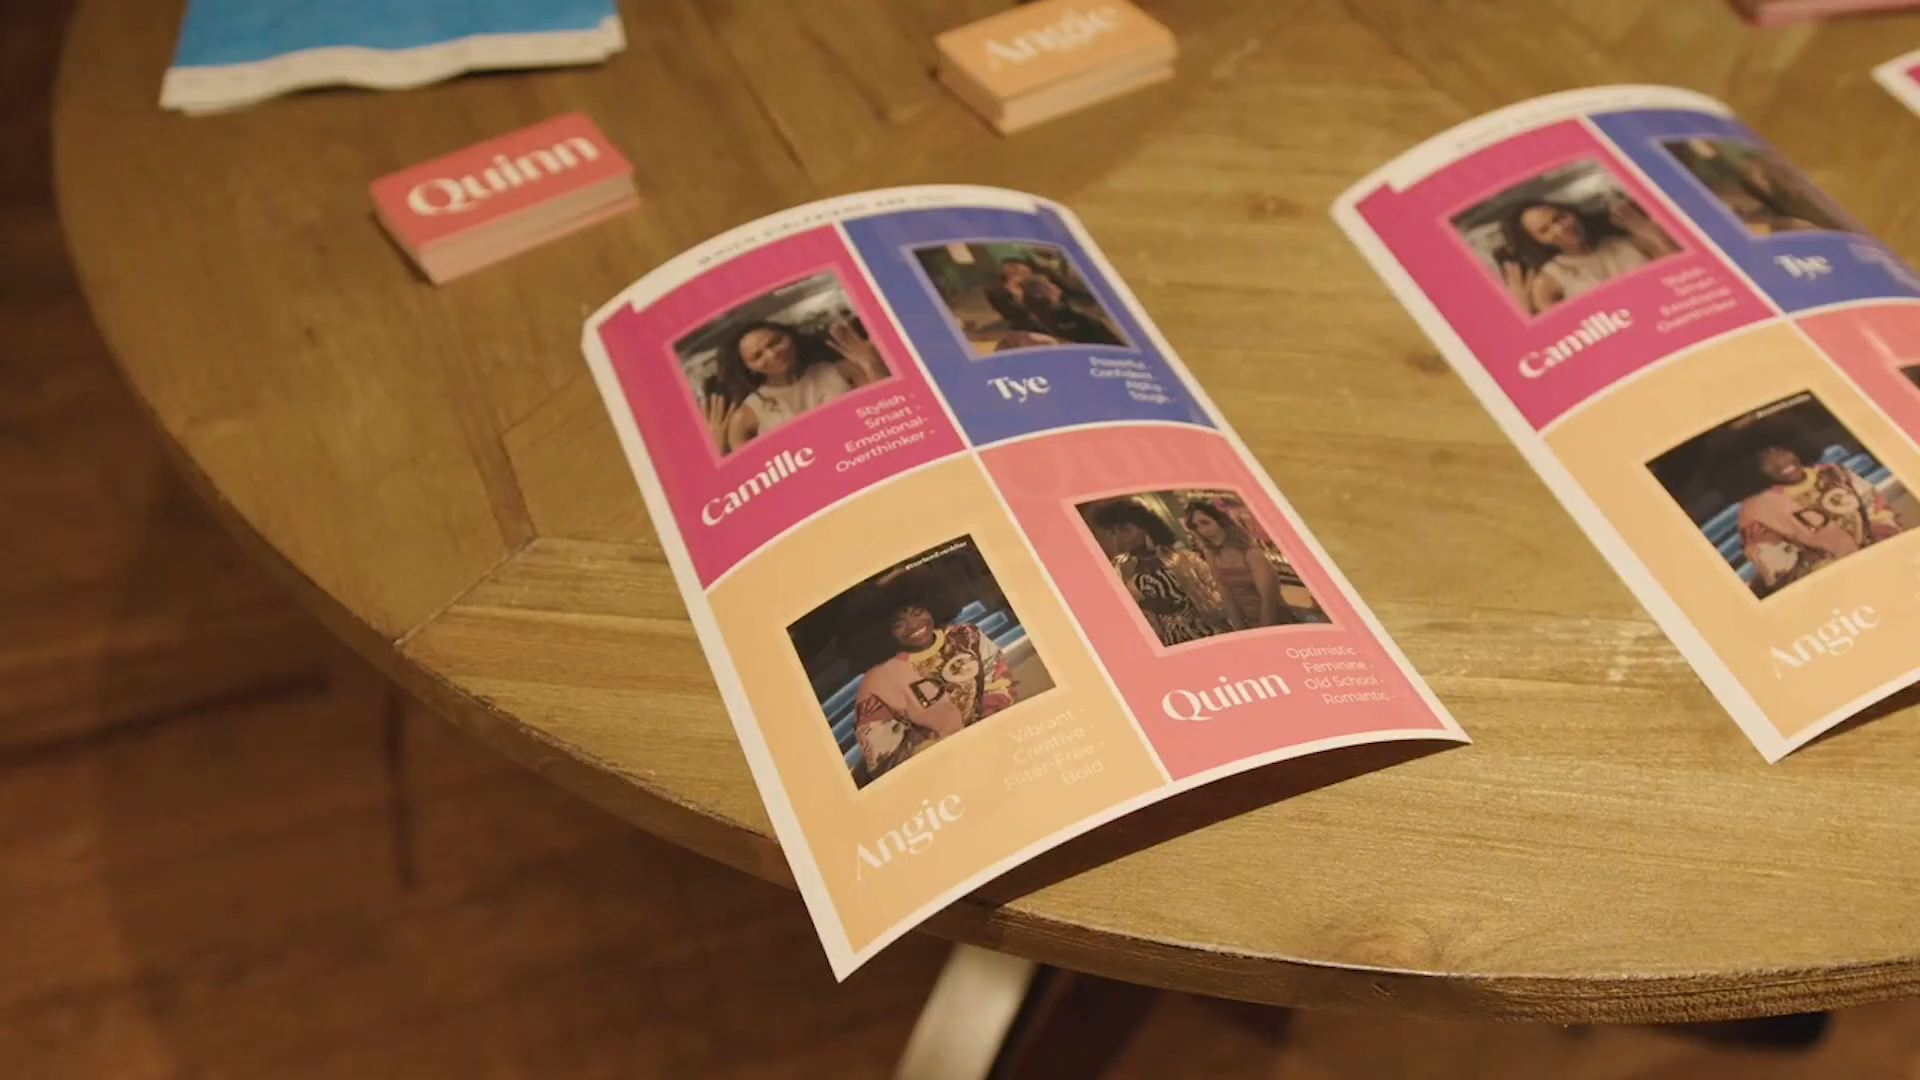 Angie
Quinn
Camille
Stylish -
Smart -
Emotional-
Overthinker -
Tye
Powerful -
Confident -
Alpha -
Tough -
Angie
Vibrant -
Creative -
Filter-Free -
Bold -
Quinn
Optimistic -
Feminine -
Old School -
Romantic -
Camille
Stylish
Smart
Emotional
Overthinker
Tye
Angie